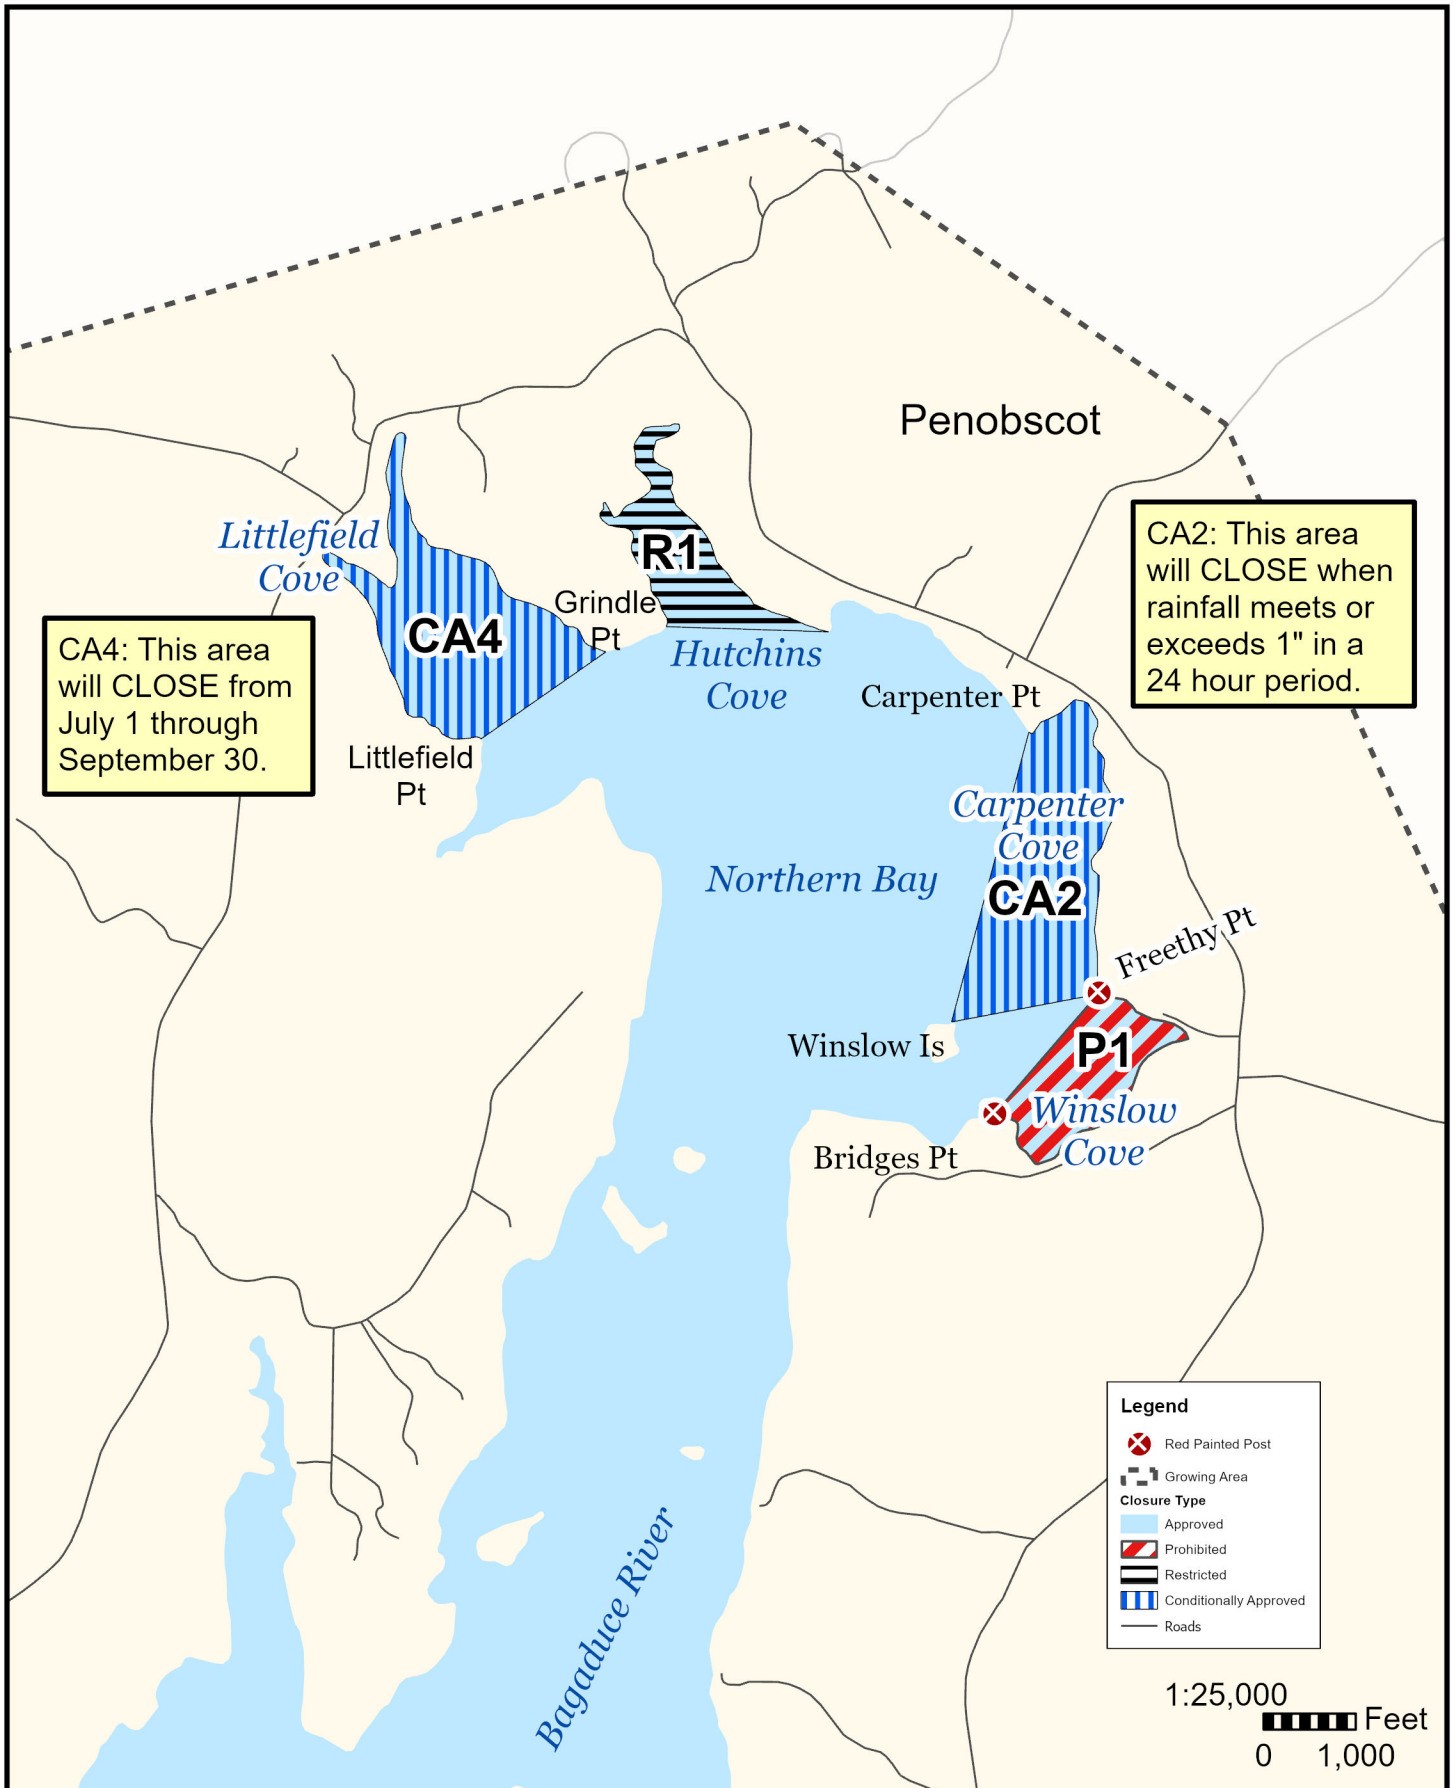 Penobscot
Littlefield
Cove
R1
CA2: This area
will CLOSE when
rainfall meets or
exceeds 1" in a
24 hour period.
Grindle
Pt
CA4
CA4: This area
will CLOSE from
July 1 through
September 30.
Hutchins
Cove
Carpenter Pt
Littlefield
Pt
Carpenter
Cove
Northern Bay
CA2
Freethy Pt
Winslow Is
P1
Winslow
Cove
Bridges Pt
Bagaduce River
Legend
Red Painted Post
Growing Area
Closure Type
Approved
Prohibited
Restricted
Conditionally Approved
Roads
1:25,000
Feet
0 1,000